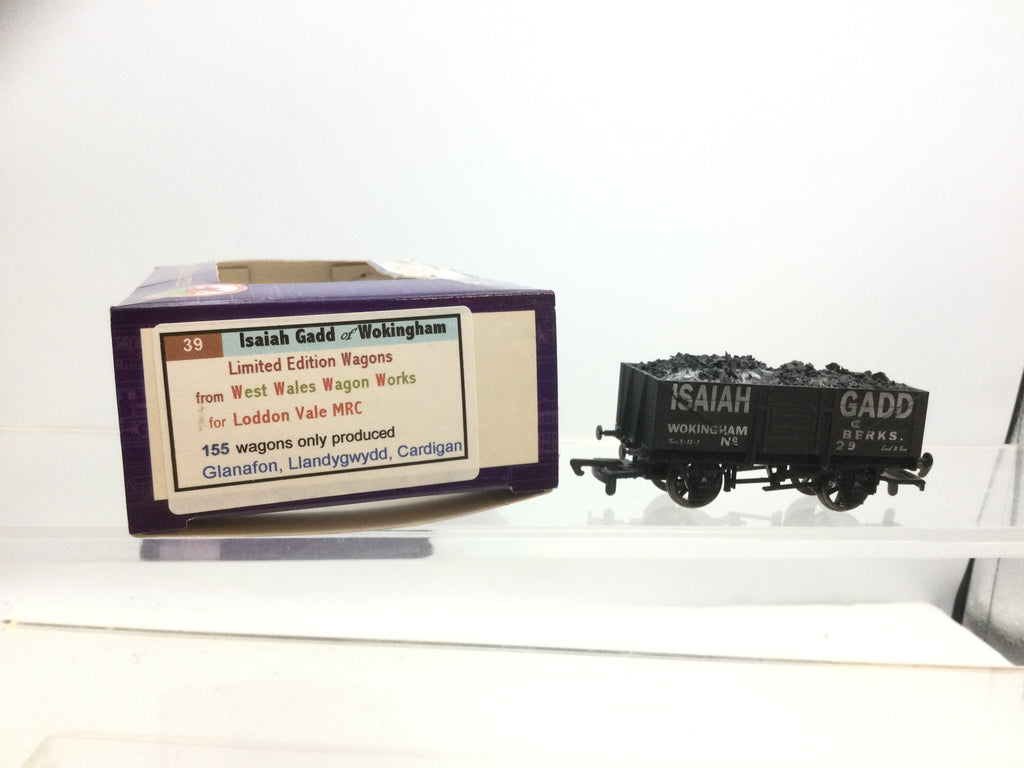 39
Isaiah Gadd of Wokingham
Limited Edition Wagons
from West Wales Wagon Works
for Loddon Vale MRC
155 wagons only produced
Glanafon, Llandygwydd, Cardigan
ISAIAH GADD
WOKINGHAM
C
BERKS.
No
29